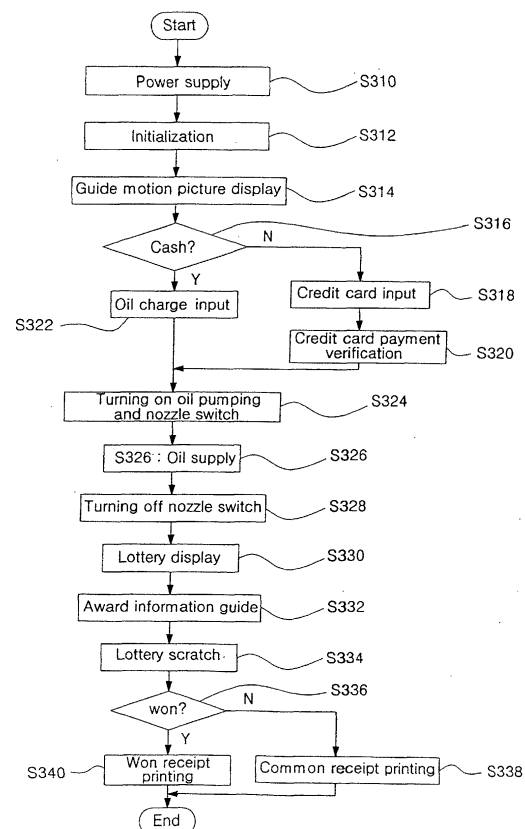 Start
Power supply
S310
Initialization
S312
Guide motion picture display
S314
S316
Cash?
N
Y
Oil charge input
S322
Credit card input
S318
Credit card payment
verification
S320
Turning on oil pumping
and nozzle switch
S324
S326 : Oil supply
S326
Turning off nozzle switch
S328
Lottery display
S330
Award information guide
S332
Lottery scratch
S334
S336
won?
N
Y
S340
Won receipt
printing
Common receipt printing
S338
End